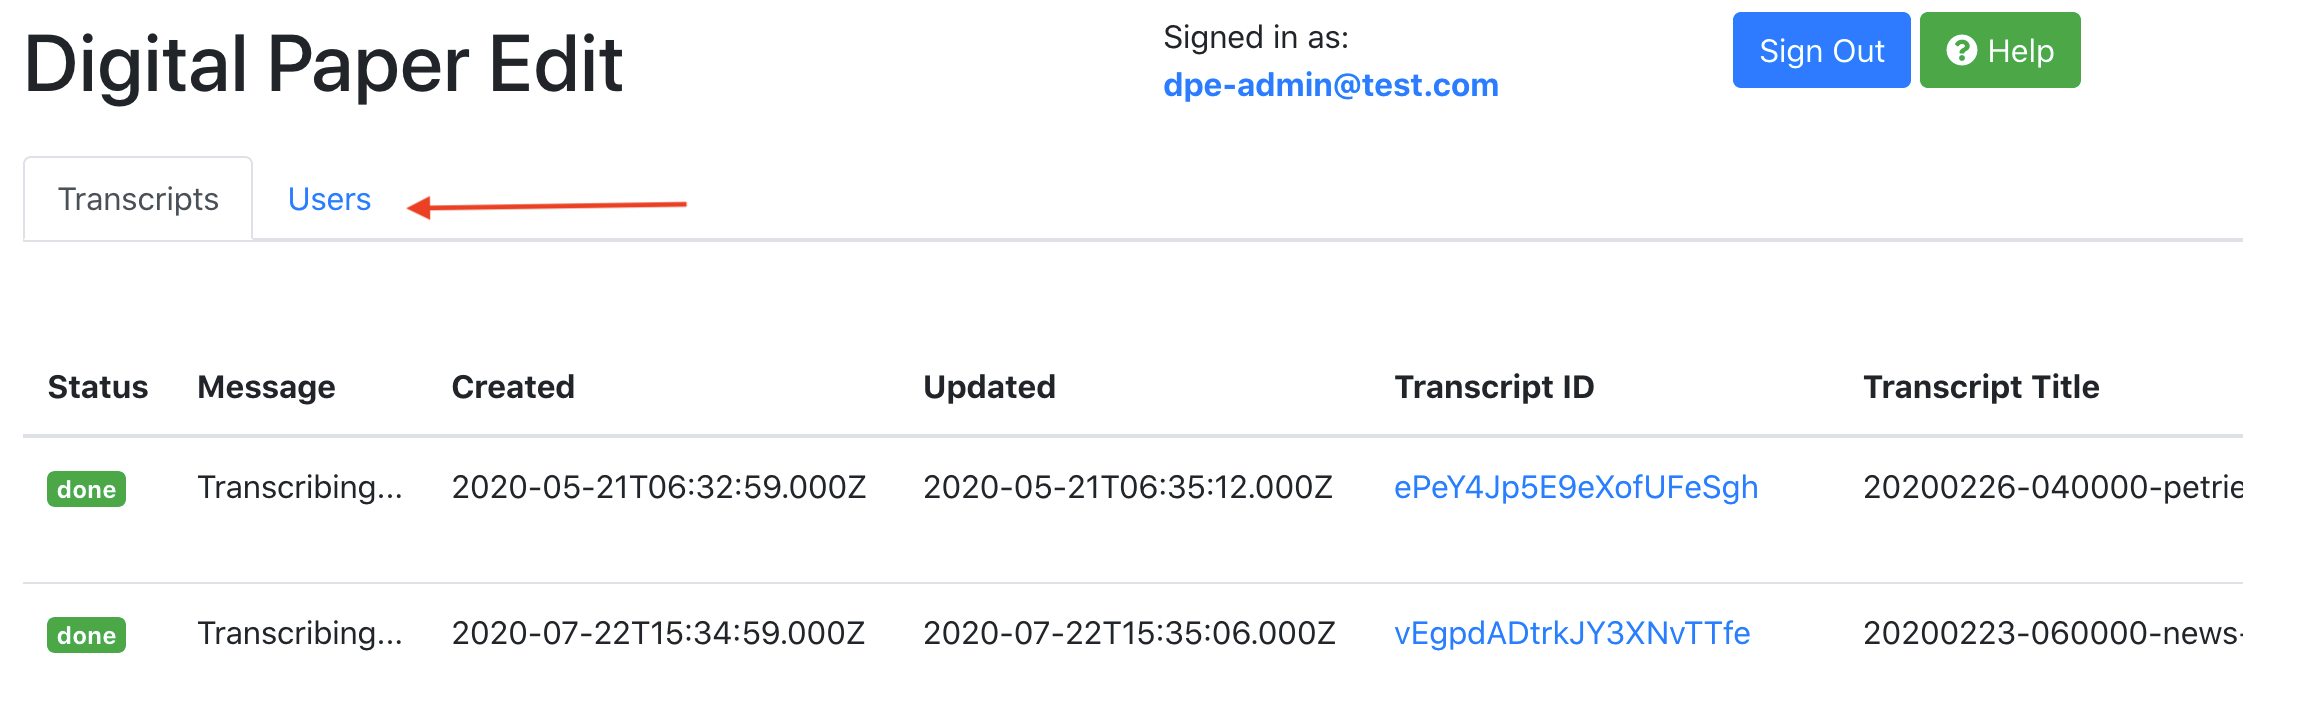 Digital Paper Edit
Signed in as:
dpe-admin@test.com
Sign Out
Help
Transcripts
Users
Status Message Created Updated Transcript ID Transcript Title
done Transcribing... 2020-05-21T06:32:59.000Z 2020-05-21T06:35:12.000Z ePeY4Jp5E9eXofUFeSgh 20200226-040000-petrie
done Transcribing... 2020-07-22T15:34:59.000Z 2020-07-22T15:35:06.000Z vEgpdADtrkJY3XNvTTfe 20200223-060000-news-